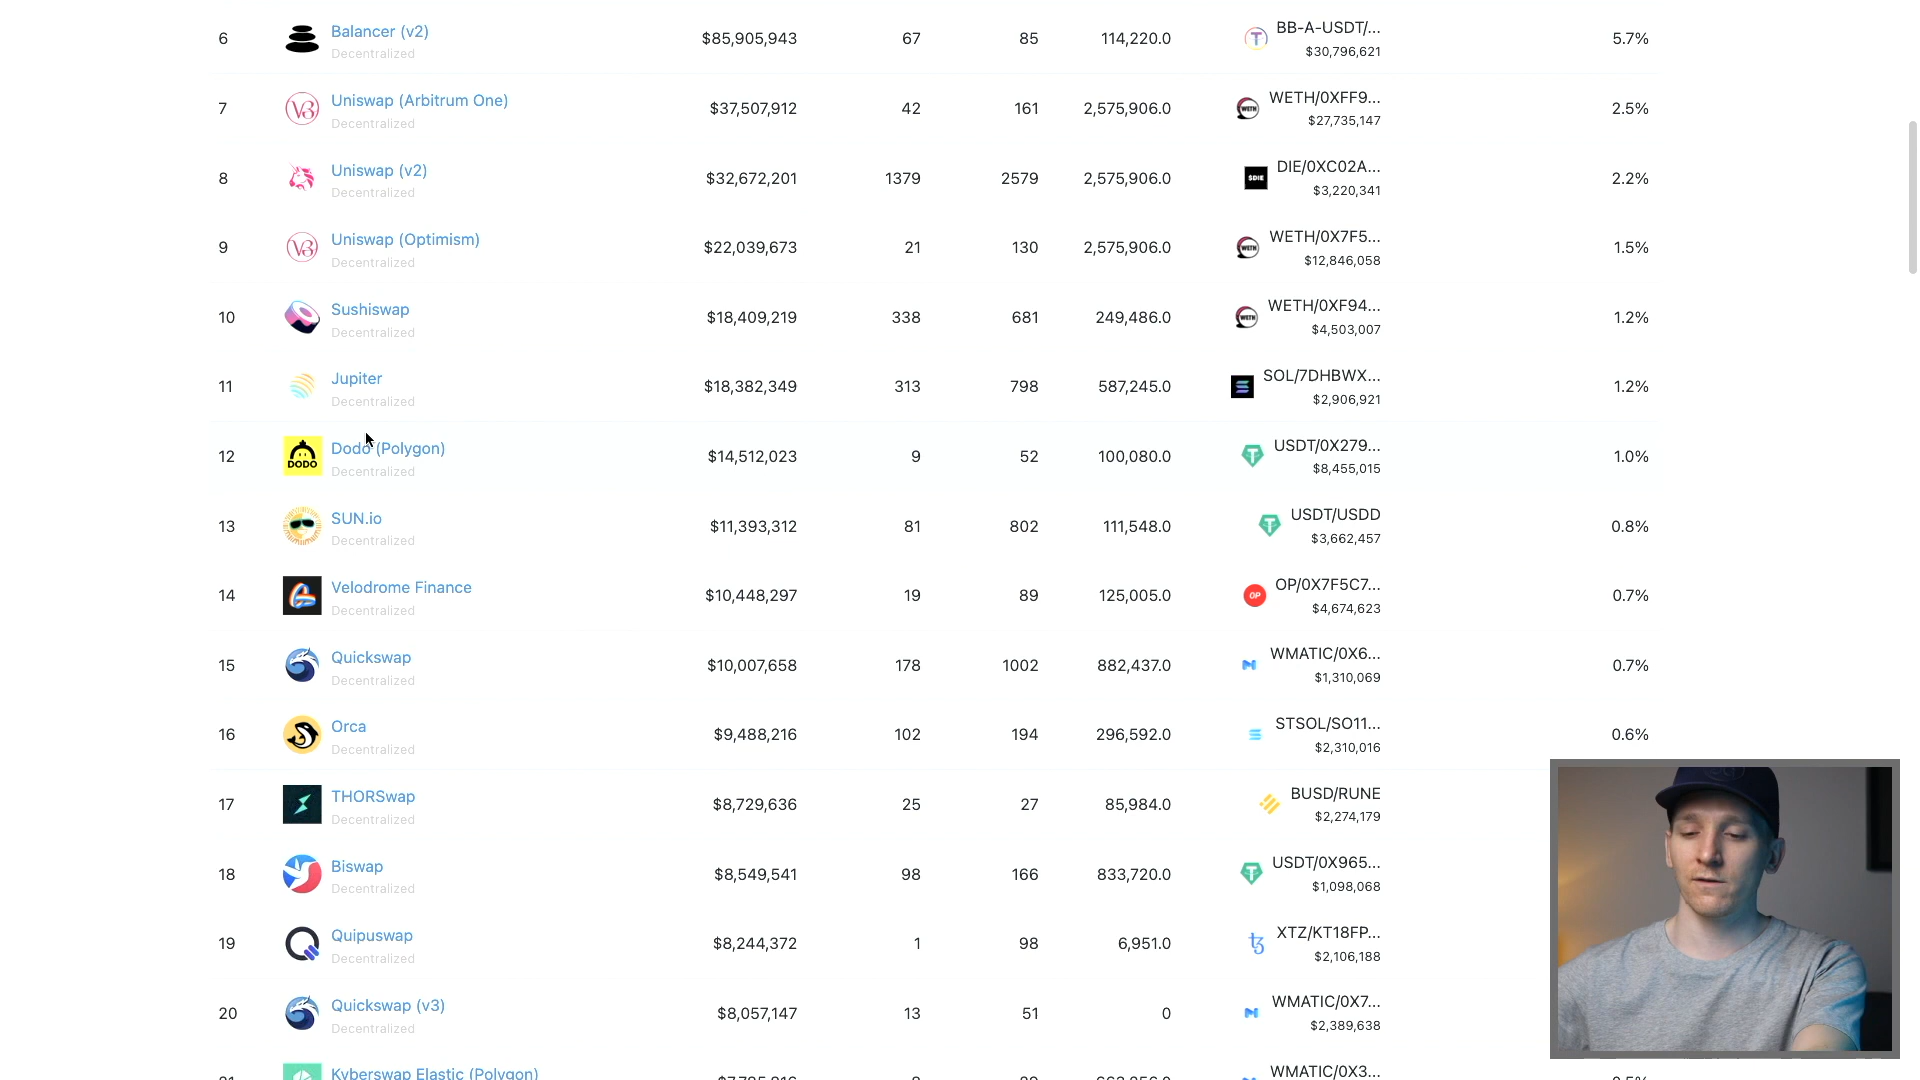 6 Balancer (v2) $85,905,943 67 85 114,220.0 BB-A-USDT/... 5.7%
Decentralized $30,796,621
7 Uniswap (Arbitrum One) $37,507,912 42 161 2,575,906.0 WETH/0XFF9... 2.5%
Decentralized $27,735,147
8 Uniswap (v2) $32,672,201 1379 2579 2,575,906.0 $DIE DIE/0XC02A... 2.2%
Decentralized $3,220,341
9 Uniswap (Optimism) $22,039,673 21 130 2,575,906.0 WETH/0X7F5... 1.5%
Decentralized $12,846,058
10 Sushiswap $18,409,219 338 681 249,486.0 WETH/0XF94... 1.2%
Decentralized $4,503,007
11 Jupiter $18,382,349 313 798 587,245.0 SOL/7DHBWX... 1.2%
Decentralized $2,906,921
12 DODO Dodo (Polygon) $14,512,023 9 52 100,080.0 USDT/0X279... 1.0%
Decentralized $8,455,015
13 SUN.io $11,393,312 81 802 111,548.0 USDT/USDD 0.8%
Decentralized $3,662,457
14 Velodrome Finance $10,448,297 19 89 125,005.0 OP OP/0X7F5C7... 0.7%
Decentralized $4,674,623
15 Quickswap $10,007,658 178 1002 882,437.0 WMATIC/0X6... 0.7%
Decentralized $1,310,069
16 Orca $9,488,216 102 194 296,592.0 STSOL/SO11... 0.6%
Decentralized $2,310,016
17 THORSwap $8,729,636 25 27 85,984.0 BUSD/RUNE
Decentralized $2,274,179
18 Biswap $8,549,541 98 166 833,720.0 USDT/0X965...
Decentralized $1,098,068
19 Quipuswap $8,244,372 1 98 6,951.0 XTZ/KT18FP...
Decentralized $2,106,188
20 Quickswap (v3) $8,057,147 13 51 0 WMATIC/0X7...
Decentralized $2,389,638
Kyberswap Elastic (Polygon) WMATIC/0X3...